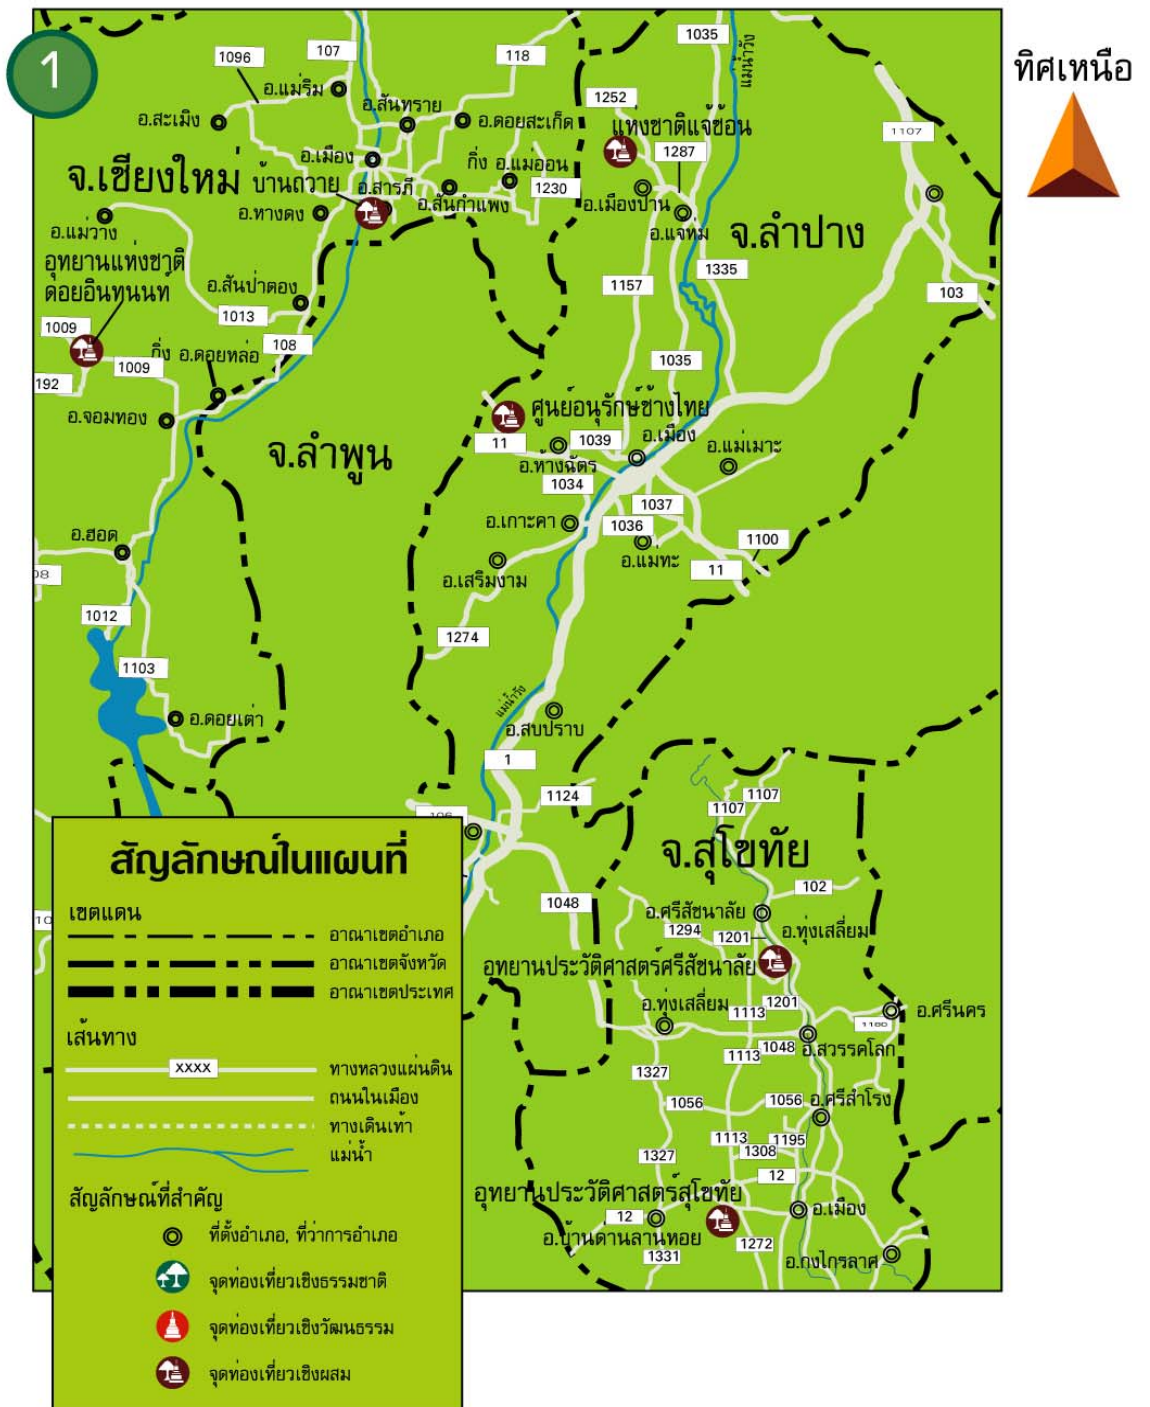 1
ทิศเหนือ
1035
แม่น้ำวัง
107
1096
118
อ.แม่ริม
1252
อ.สันทราย
อ.สะเมิง
อ.ดอยสะเก็ด
แห่งชาติแจ้ซ้อน
1107
1287
อ.เมือง
กิ่ง อ.แม่ออน
จ.เชียงใหม่
บ้านถวาย
อ.สารภี
1230
อ.สันกำแพง
อ.เมืองปาน
อ.หางดง
อ.แม่วาง
อ.แจ้ห่ม
จ.ลำปาง
อุทยานแห่งชาติ
ดอยอินทนนท์
1335
อ.สันป่าตอง
1157
103
1013
1009
108
กิ่ง อ.ดอยหล่อ
1035
1009
192
อ.จอมทอง
ศูนย์อนุรักษ์ช้างไทย
11
1039
อ.เมือง
อ.แม่เมาะ
จ.ลำพูน
อ.ห้างฉัตร
1034
1037
อ.เกาะคา
1036
อ.ฮอด
1100
อ.แม่ทะ
11
08
อ.เสริมงาม
1012
1274
1103
แม่น้ำวัง
อ.ดอยเต่า
อ.สบปราบ
1
1124
1107
1107
106
จ.สุโขทัย
102
1048
อ.ศรีสัชนาลัย
1294
1201
อ.ทุ่งเสลี่ยม
10
อุทยานประวัติศาสตร์ศรีสัชนาลัย
อ.ทุ่งเสลี่ยม
1201
1113
อ.ศรีนคร
1180
1113
1048
อ.สวรรคโลก
1327
1056
1056
อ.ศรีสำโรง
1113
1195
1308
1327
12
อุทยานประวัติศาสตร์สุโขทัย
12
อ.เมือง
อ.บ้านด่านลานหอย
1331
1272
อ.กงไกรลาศ
สัญลักษณ์ในแผนที่
เขตแดน
อาณาเขตอำเภอ
อาณาเขตจังหวัด
อาณาเขตประเทศ
เส้นทาง
xxxx
ทางหลวงแผ่นดิน
ถนนในเมือง
ทางเดินเท้า
แม่น้ำ
สัญลักษณ์ที่สำคัญ
ที่ตั้งอำเภอ, ที่ว่าการอำเภอ
จุดท่องเที่ยวเชิงธรรมชาติ
จุดท่องเที่ยวเชิงวัฒนธรรม
จุดท่องเที่ยวเชิงผสม